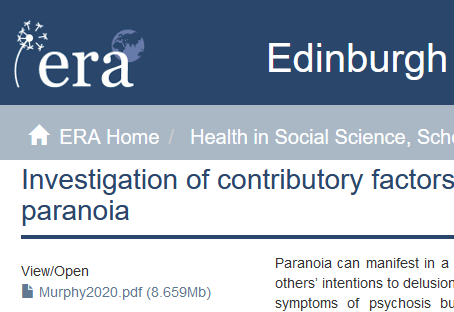 era
Edinburgh
ERA Home / Health in Social Science, Sch
Investigation of contributory factors
paranoia
View/Open
Murphy2020.pdf (8.659Mb)
Paranoia can manifest in a
others' intentions to delusion
symptoms of psychosis bu